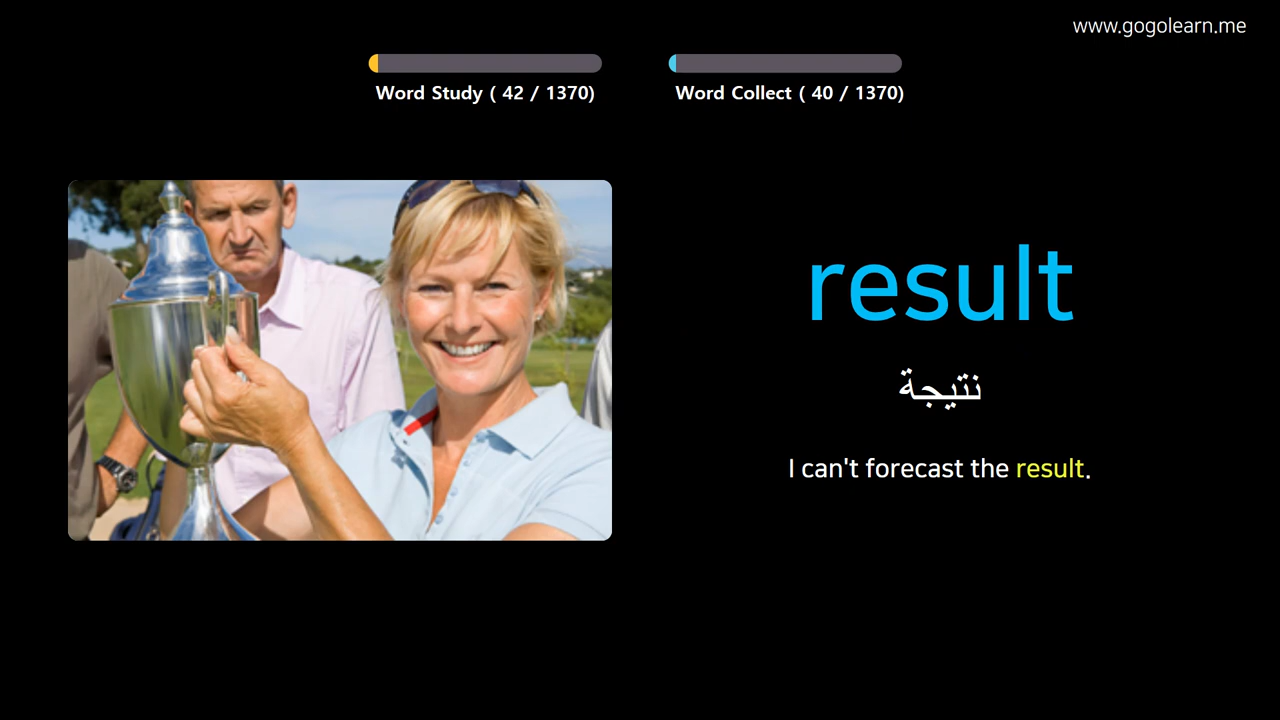 www.gogolearn.me
Word Study ( 42 / 1370)
Word Collect ( 40 / 1370)
result
نتيجة
I can't forecast the result.